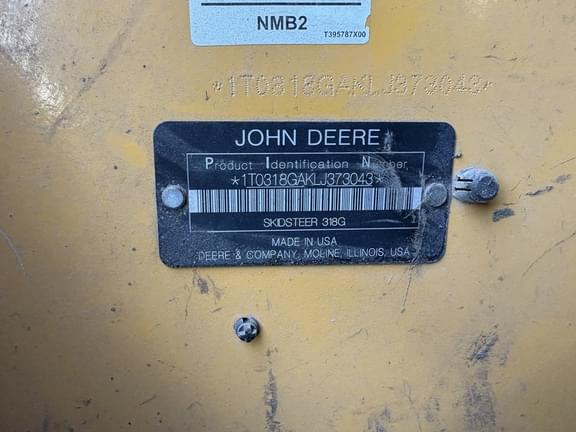 NMB2
T395787X00
*1T0318GAKLJ373043*
JOHN DEERE
Product Identification Number
*1T0318GAKLJ373043*
SKIDSTEER 318G
MADE IN USA
DEERE & COMPANY, MOLINE, ILLINOIS, USA